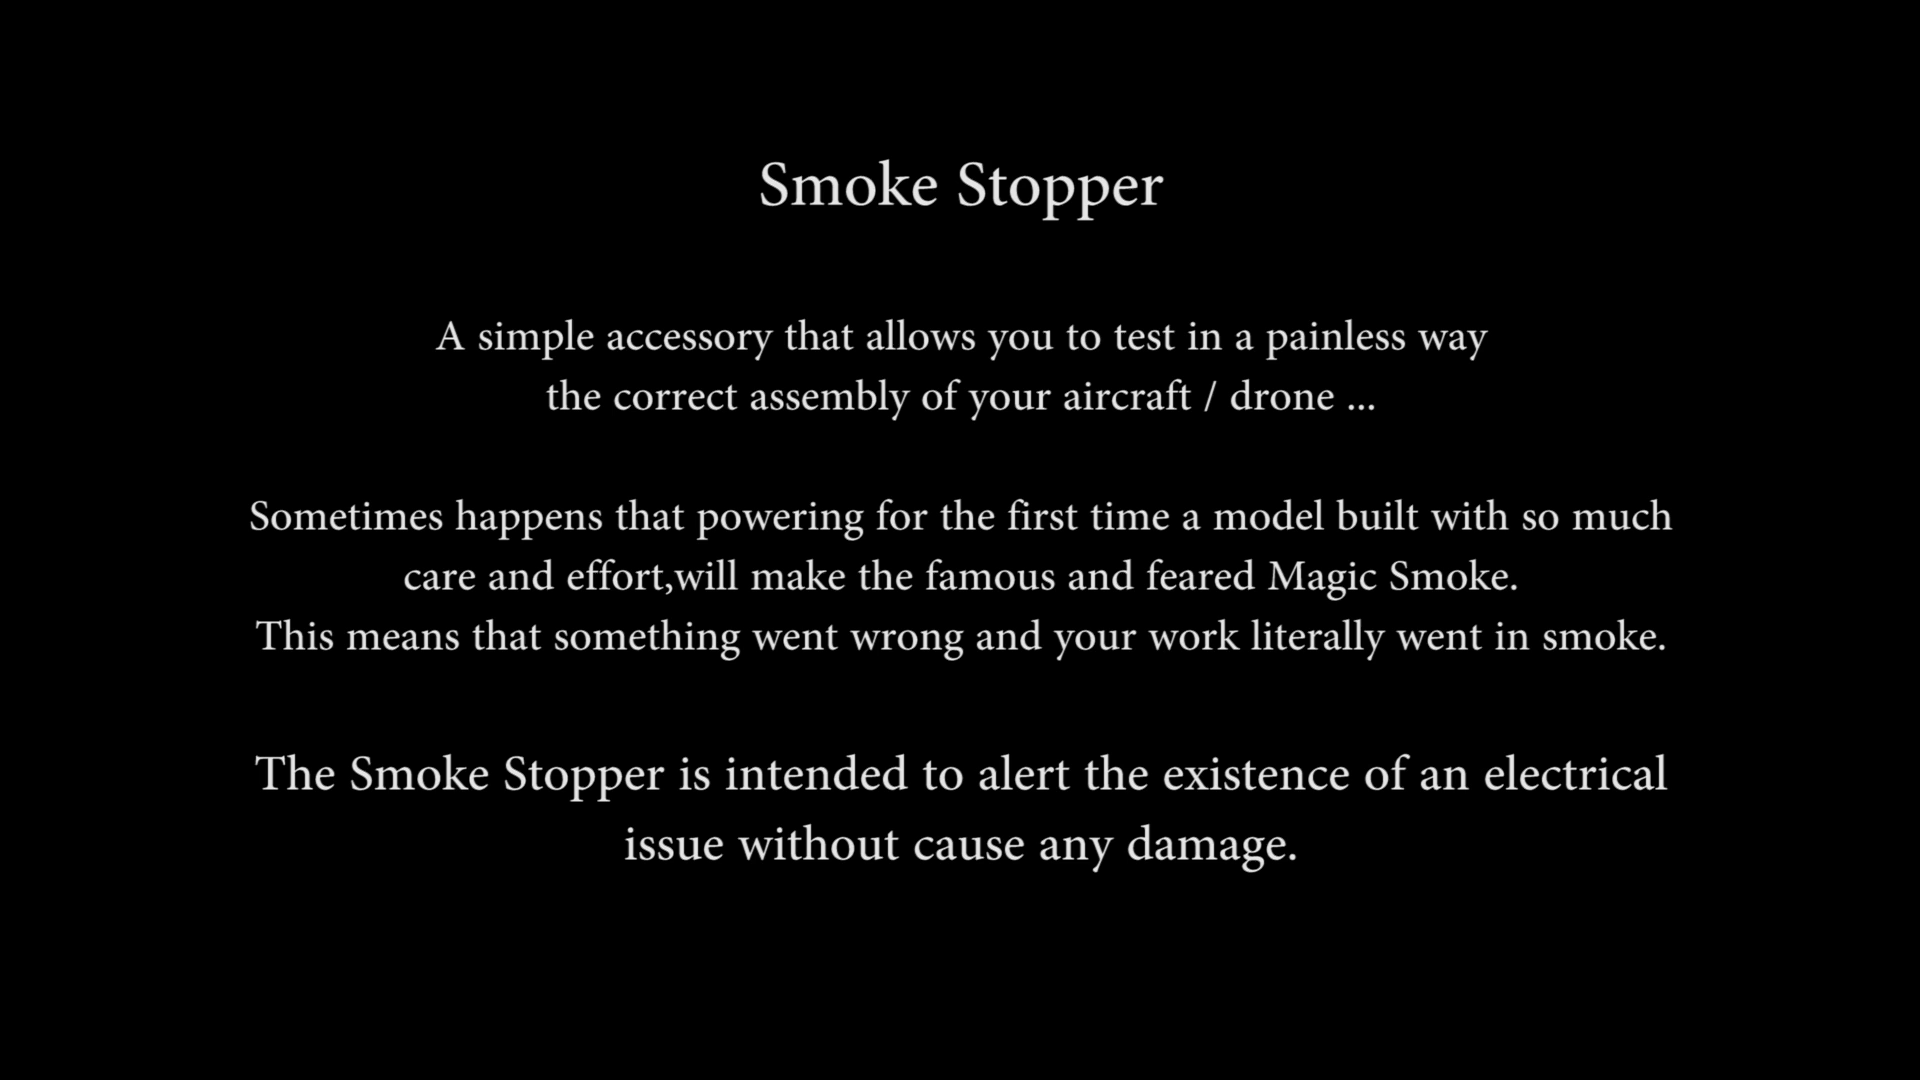 Smoke Stopper
A simple accessory that allows you to test in a painless way
the correct assembly of your aircraft / drone ...
Sometimes happens that powering for the first time a model built with so much
care and effort,will make the famous and feared Magic Smoke.
This means that something went wrong and your work literally went in smoke.
The Smoke Stopper is intended to alert the existence of an electrical
issue without cause any damage.